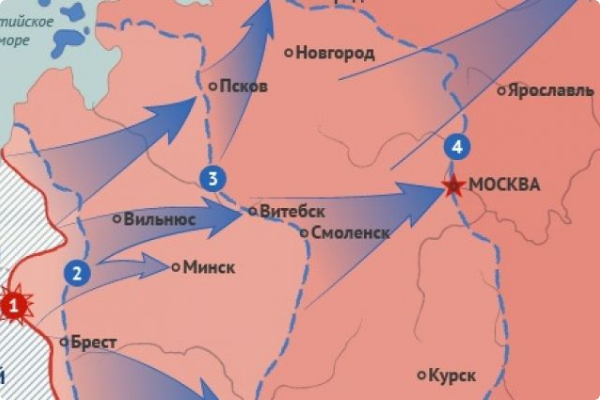 тийское
море
Новгород
Псков
Ярославль
4
3
МОСКВА
Витебск
Вильнюс
Смоленск
2
Минск
1
Брест
й
Курск